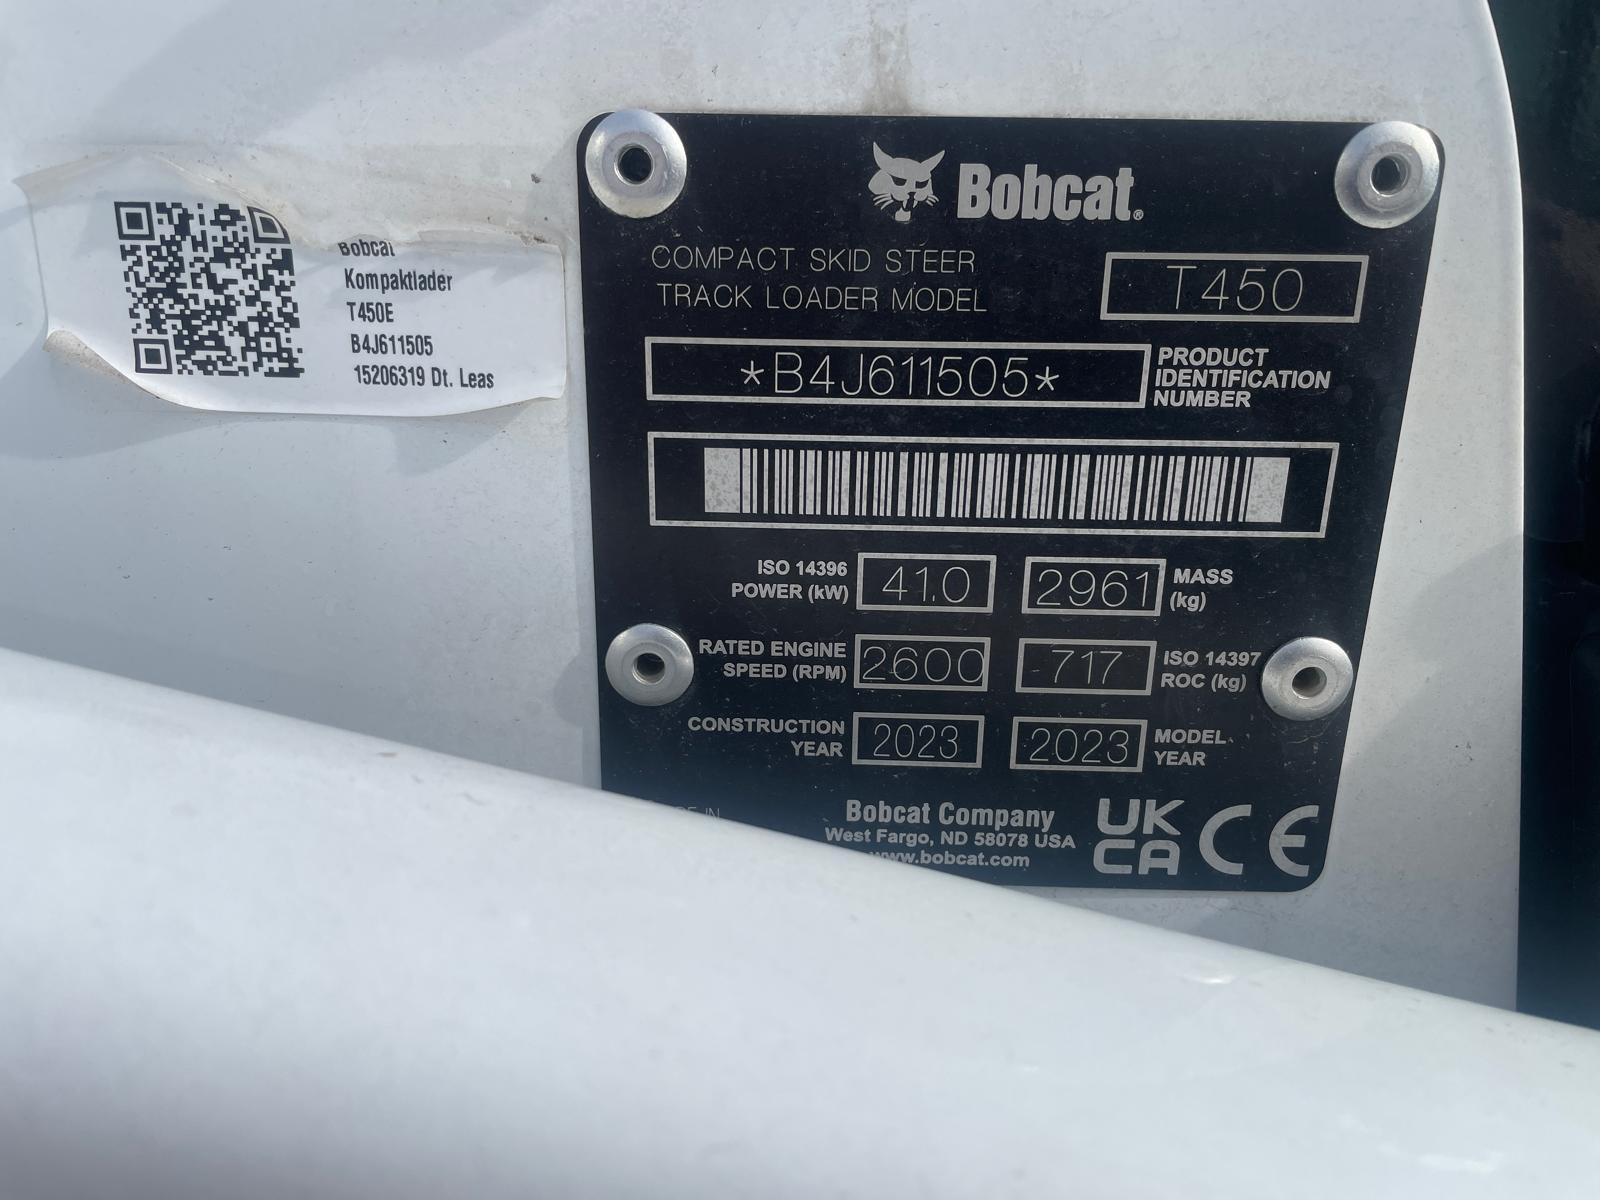 Bobcat
Kompaktlader
T450E
B4J611505
15206319 Dt. Leas
Bobcat®
COMPACT SKID STEER
TRACK LOADER MODEL
T450
*B4J611505*
PRODUCT
IDENTIFICATION
NUMBER
ISO 14396
POWER (kW)
41.0
2961
MASS
(kg)
RATED ENGINE
SPEED (RPM)
2600
717
ISO 14397
ROC (kg)
CONSTRUCTION
YEAR
2023
2023
MODEL
YEAR
IN
Bobcat Company
West Fargo, ND 58078 USA
www.bobcat.com
UK
CA
CE